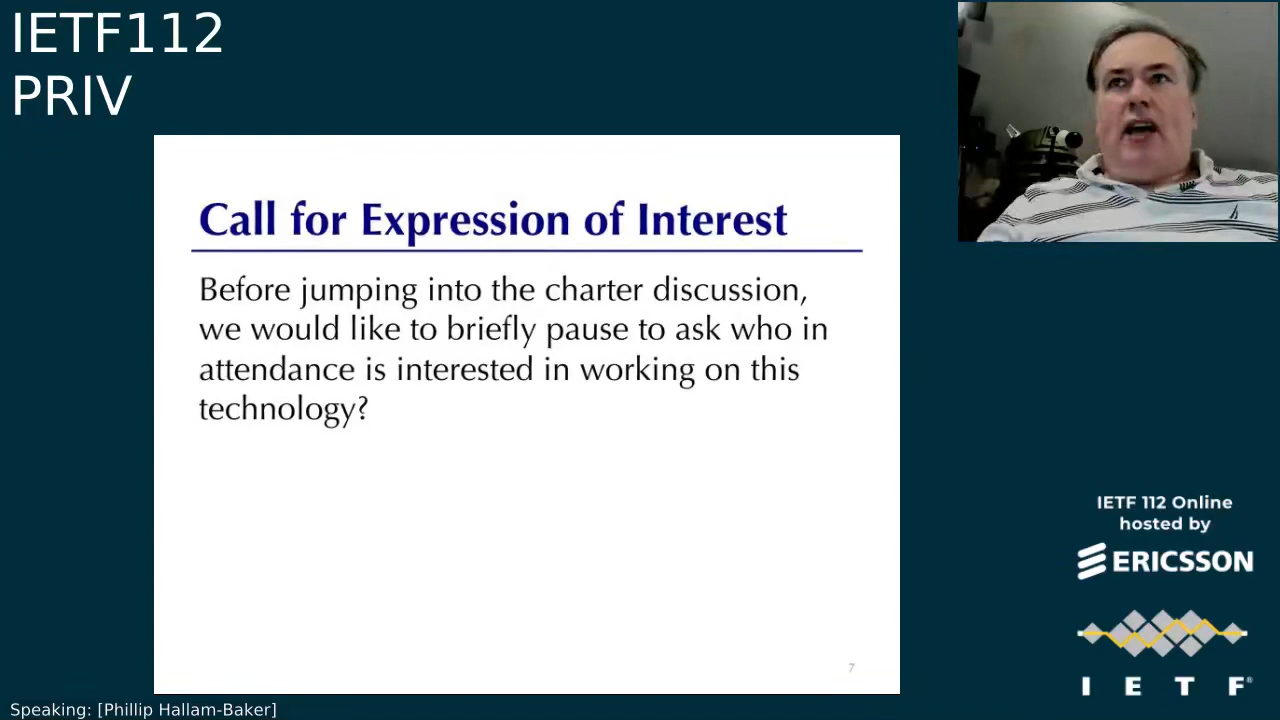 IETF112
PRIV
Call for Expression of Interest
Before jumping into the charter discussion,
we would like to briefly pause to ask who in
attendance is interested in working on this
technology?
7
IETF 112 Online
hosted by
ERICSSON
I E T F®
Speaking: [Phillip Hallam-Baker]